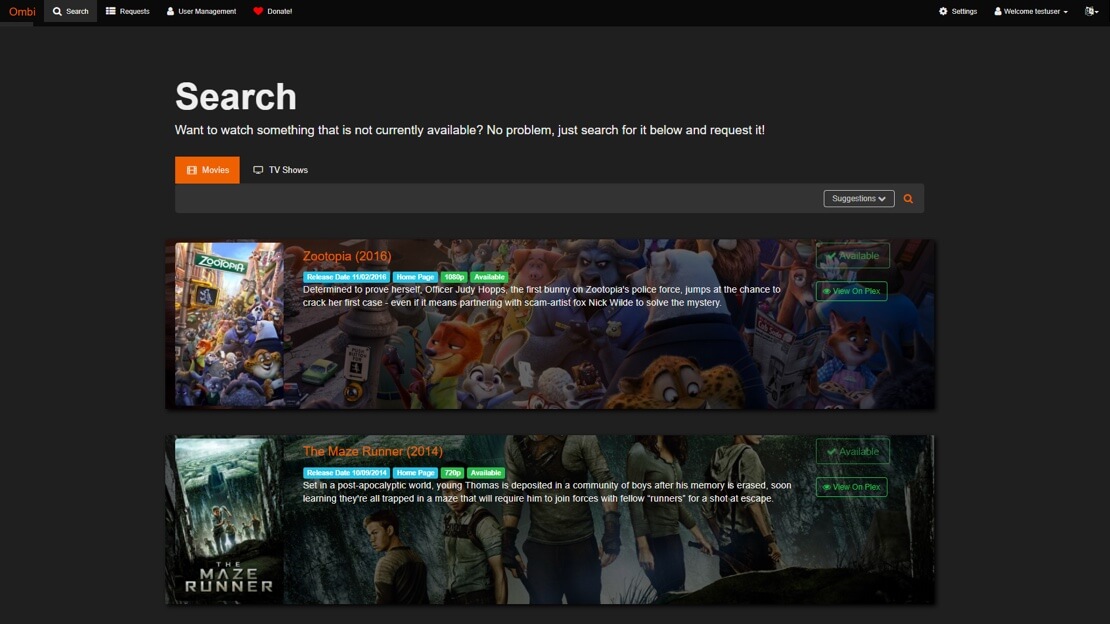 Ombi
Search
Requests
User Management
Donate!
Settings
Welcome testuser
Search
Want to watch something that is not currently available? No problem, just search for it below and request it!
Movies
TV Shows
Suggestions
ZOOTOPIA
Zootopia (2016)
Release Date 11/02/2016 Home Page 1080p Available
Determined to prove herself, Officer Judy Hopps, the first bunny on Zootopia's police force, jumps at the chance to
crack her first case - even if it means partnering with scam-artist fox Nick Wilde to solve the mystery.
Available
View On Plex
THE
MAZE
RUNNER
The Maze Runner (2014)
Release Date 10/09/2014 Home Page 720p Available
Set in a post-apocalyptic world, young Thomas is deposited in a community of boys after his memory is erased, soon
learning they're all trapped in a maze that will require him to join forces with fellow “runners” for a shot at escape.
Available
View On Plex